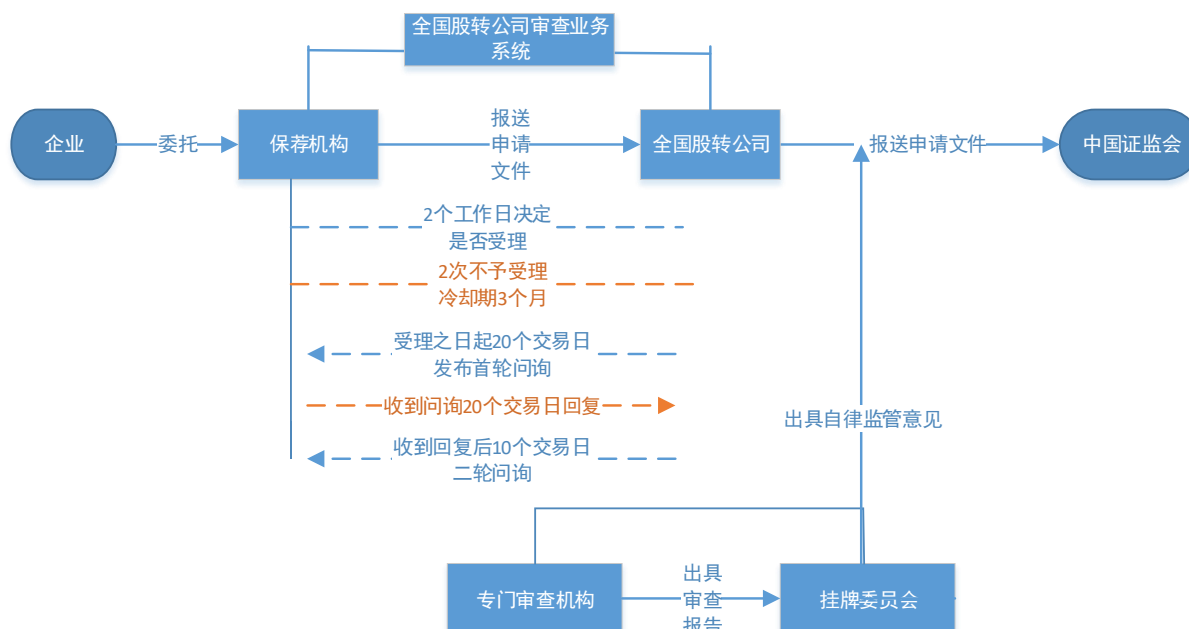 全国股转公司审查业务
系统
企业
委托
保荐机构
报送
申请
文件
全国股转公司
报送申请文件
中国证监会
2个工作日决定
是否受理
2次不予受理
冷却期3个月
受理之日起20个交易日
发布首轮问询
收到问询20个交易日回复
收到回复后10个交易日
二轮问询
出具自律监管意见
专门审查机构
出具
审查
报告
挂牌委员会